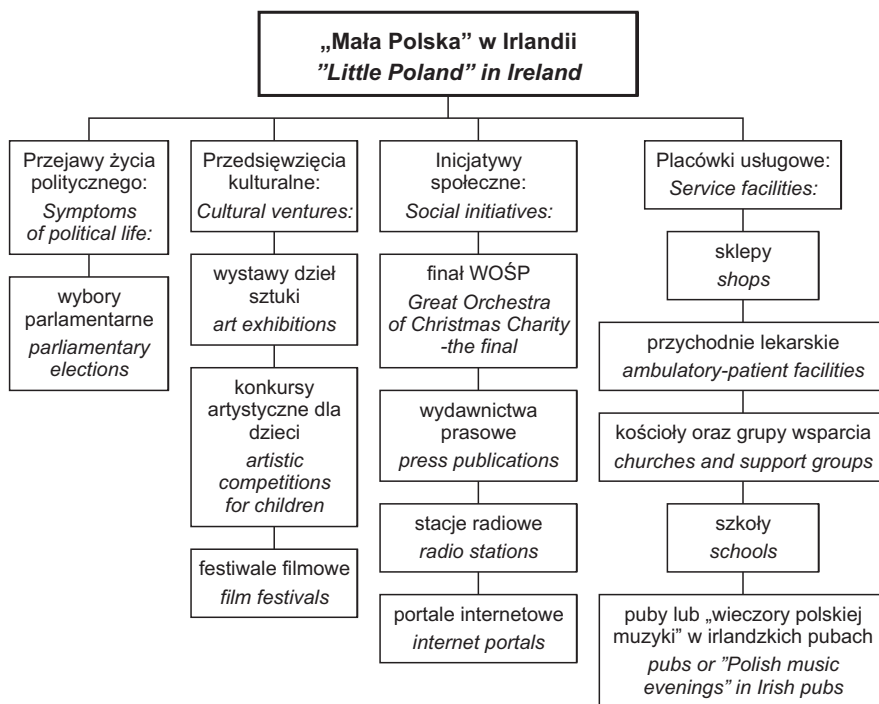 „Mała Polska” w Irlandii
”Little Poland” in Ireland
Przejawy życia
politycznego:
Symptoms
of political life:
wybory
parlamentarne
parliamentary
elections
Przedsięwzięcia
kulturalne:
Cultural ventures:
wystawy dzieł
sztuki
art exhibitions
konkursy
artystyczne dla
dzieci
artistic
competitions
for children
festiwale filmowe
film festivals
Inicjatywy
społeczne:
Social initiatives:
finał WOŚP
Great Orchestra
of Christmas Charity
-the final
wydawnictwa
prasowe
press publications
stacje radiowe
radio stations
portale internetowe
internet portals
Placówki usługowe:
Service facilities:
sklepy
shops
przychodnie lekarskie
ambulatory-patient facilities
kościoły oraz grupy wsparcia
churches and support groups
szkoły
schools
puby lub „wieczory polskiej
muzyki” w irlandzkich pubach
pubs or ”Polish music
evenings” in Irish pubs